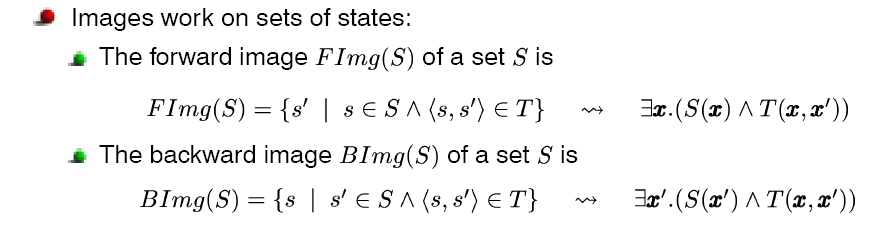 Images work on sets of states:
The forward image FImg(S) of a set S is
FImg(S) = {s′ | s ∈ S ∧ ⟨s, s′⟩ ∈ T} ⇝ ∃x.(S(x) ∧ T(x, x′))
The backward image BImg(S) of a set S is
BImg(S) = {s | s′ ∈ S ∧ ⟨s, s′⟩ ∈ T} ⇝ ∃x′.(S(x′) ∧ T(x, x′))